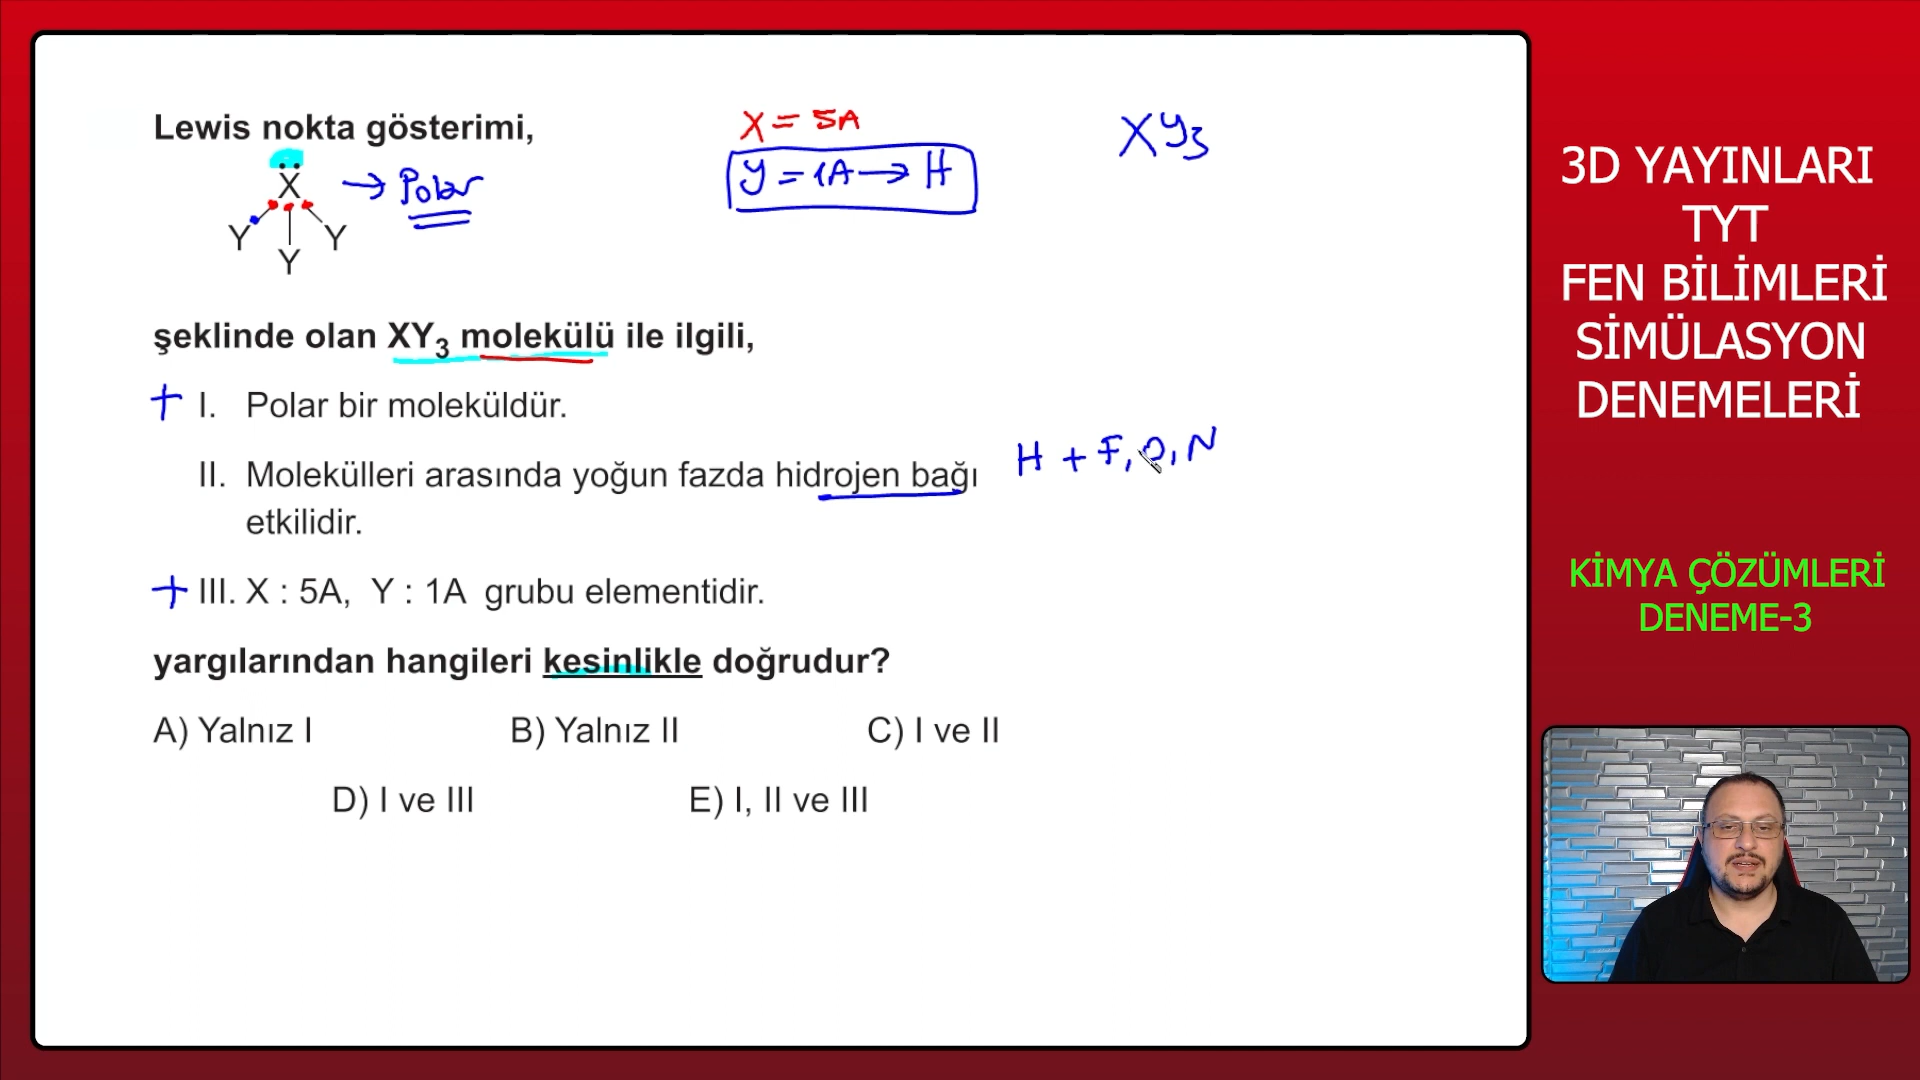 Lewis nokta gösterimi,
X = 5A
Y = 1A → H
XY3
X → Polar
Y Y
Y
şeklinde olan XY3 molekülü ile ilgili,
+ I. Polar bir moleküldür.
II. Molekülleri arasında yoğun fazda hidrojen bağı
etkilidir.
H + F, O, N
+ III. X : 5A, Y : 1A grubu elementidir.
yargılarından hangileri kesinlikle doğrudur?
A) Yalnız I B) Yalnız II C) I ve II
D) I ve III E) I, II ve III
3D YAYINLARI
TYT
FEN BİLİMLERİ
SİMÜLASYON
DENEMELERİ
KİMYA ÇÖZÜMLERİ
DENEME-3